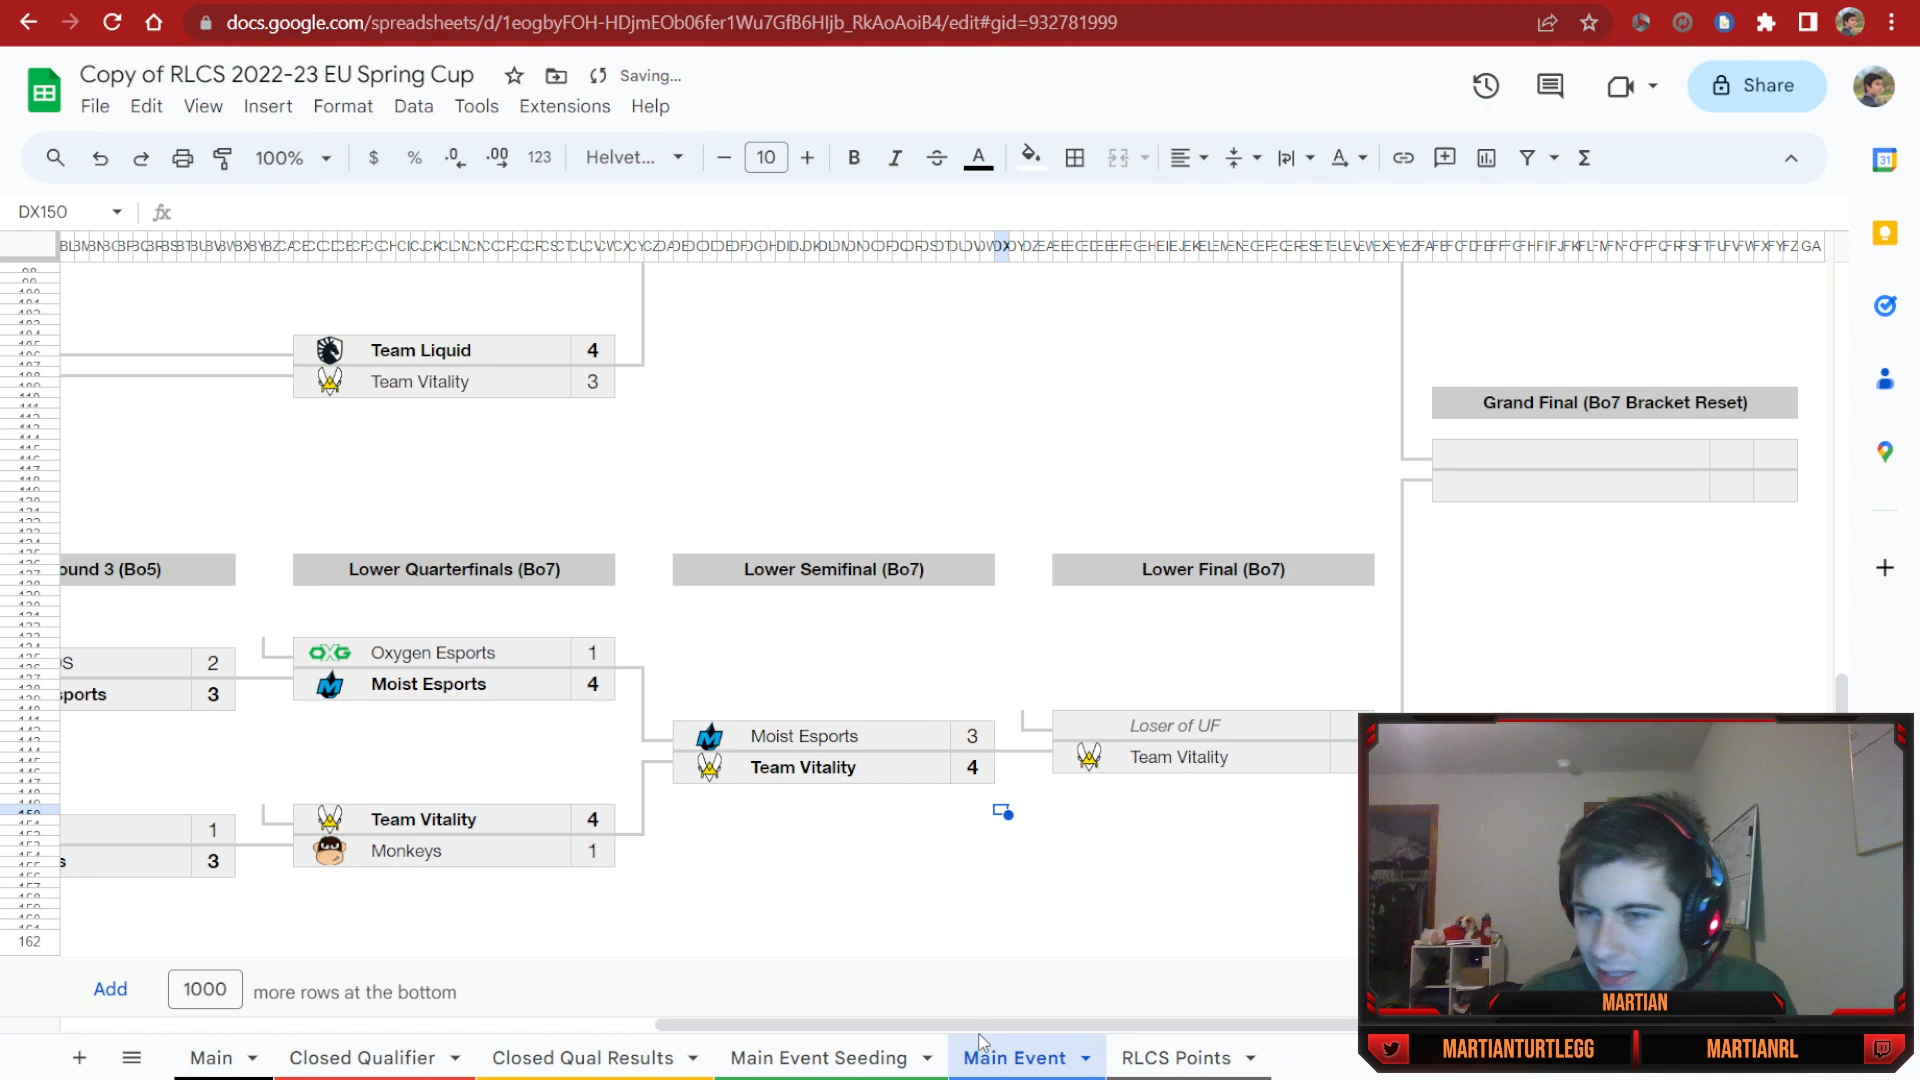 docs.google.com/spreadsheets/d/1eogbyFOH-HDjmEOb06fer1Wu7GfB6HIjb_RkAoAoiB4/edit#gid=932781999
Copy of RLCS 2022-23 EU Spring Cup
Saving...
File Edit View Insert Format Data Tools Extensions Help
Share
100% $ % .0 .00 123 Helvet... 10 B I A
DX150
Team Liquid 4
Team Vitality 3
Grand Final (Bo7 Bracket Reset)
ound 3 (Bo5)
Lower Quarterfinals (Bo7)
Lower Semifinal (Bo7)
Lower Final (Bo7)
2
sports 3
Oxygen Esports 1
Moist Esports 4
Moist Esports 3
Team Vitality 4
Loser of UF
Team Vitality
1
s 3
Team Vitality 4
Monkeys 1
162
Add 1000 more rows at the bottom
Main
Closed Qualifier
Closed Qual Results
Main Event Seeding
Main Event
RLCS Points
MARTIAN
MARTIANTURTLEGG
MARTIANRL